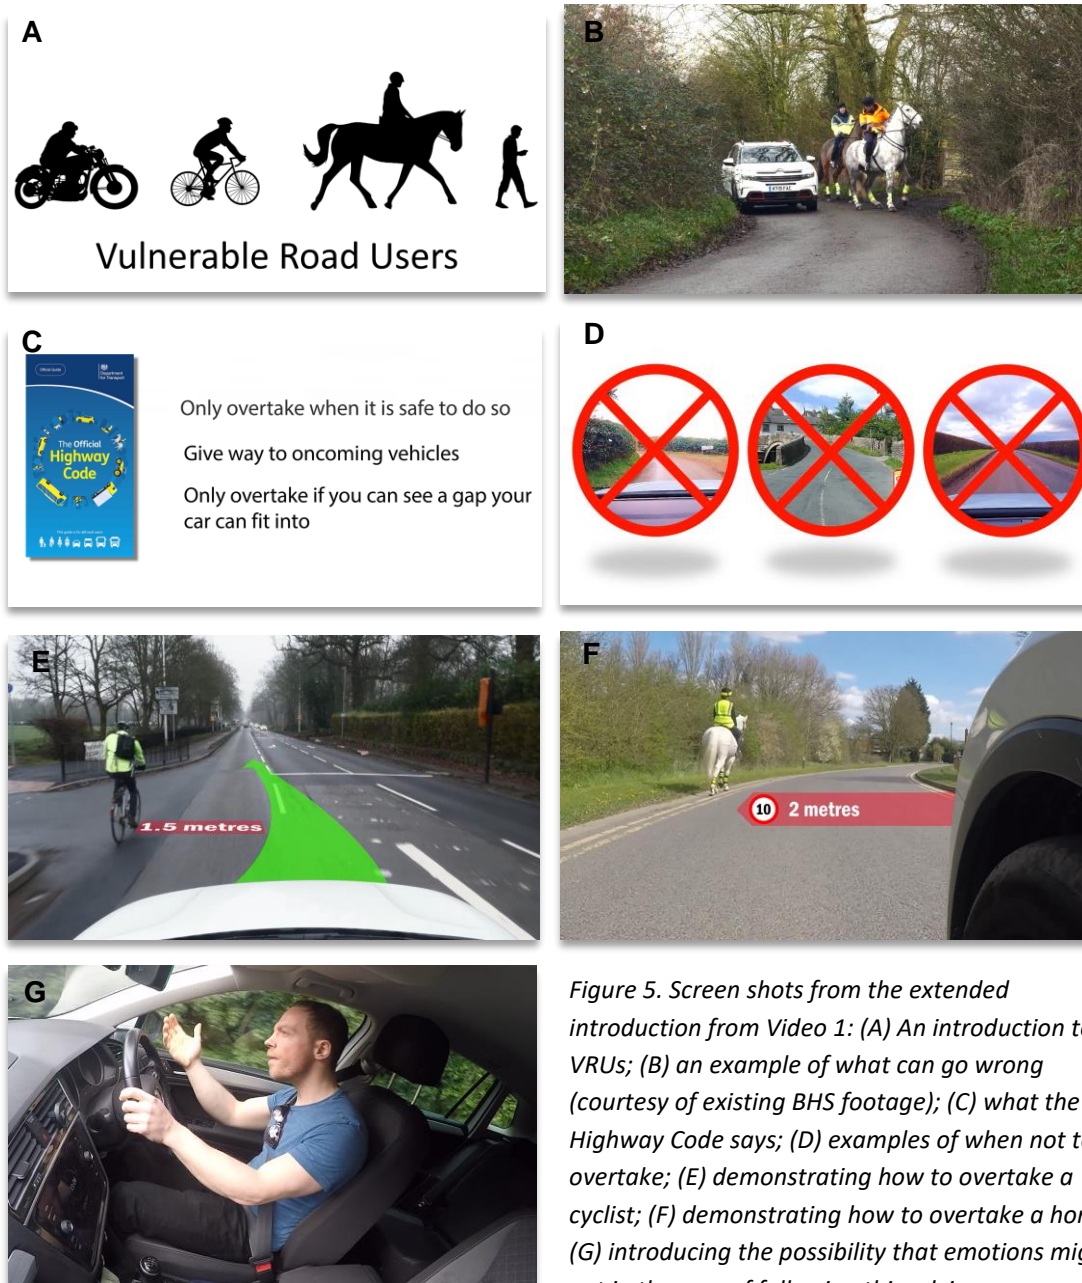 A
Vulnerable Road Users
B
C
The Official
Highway
Code
Only overtake when it is safe to do so
Give way to oncoming vehicles
Only overtake if you can see a gap your
car can fit into
D
E
1.5 metres
F
10 2 metres
G
Figure 5. Screen shots from the extended
introduction from Video 1: (A) An introduction to
VRUs; (B) an example of what can go wrong
(courtesy of existing BHS footage); (C) what the
Highway Code says; (D) examples of when not to
overtake; (E) demonstrating how to overtake a
cyclist; (F) demonstrating how to overtake a
(G) introducing the possibility that emotions